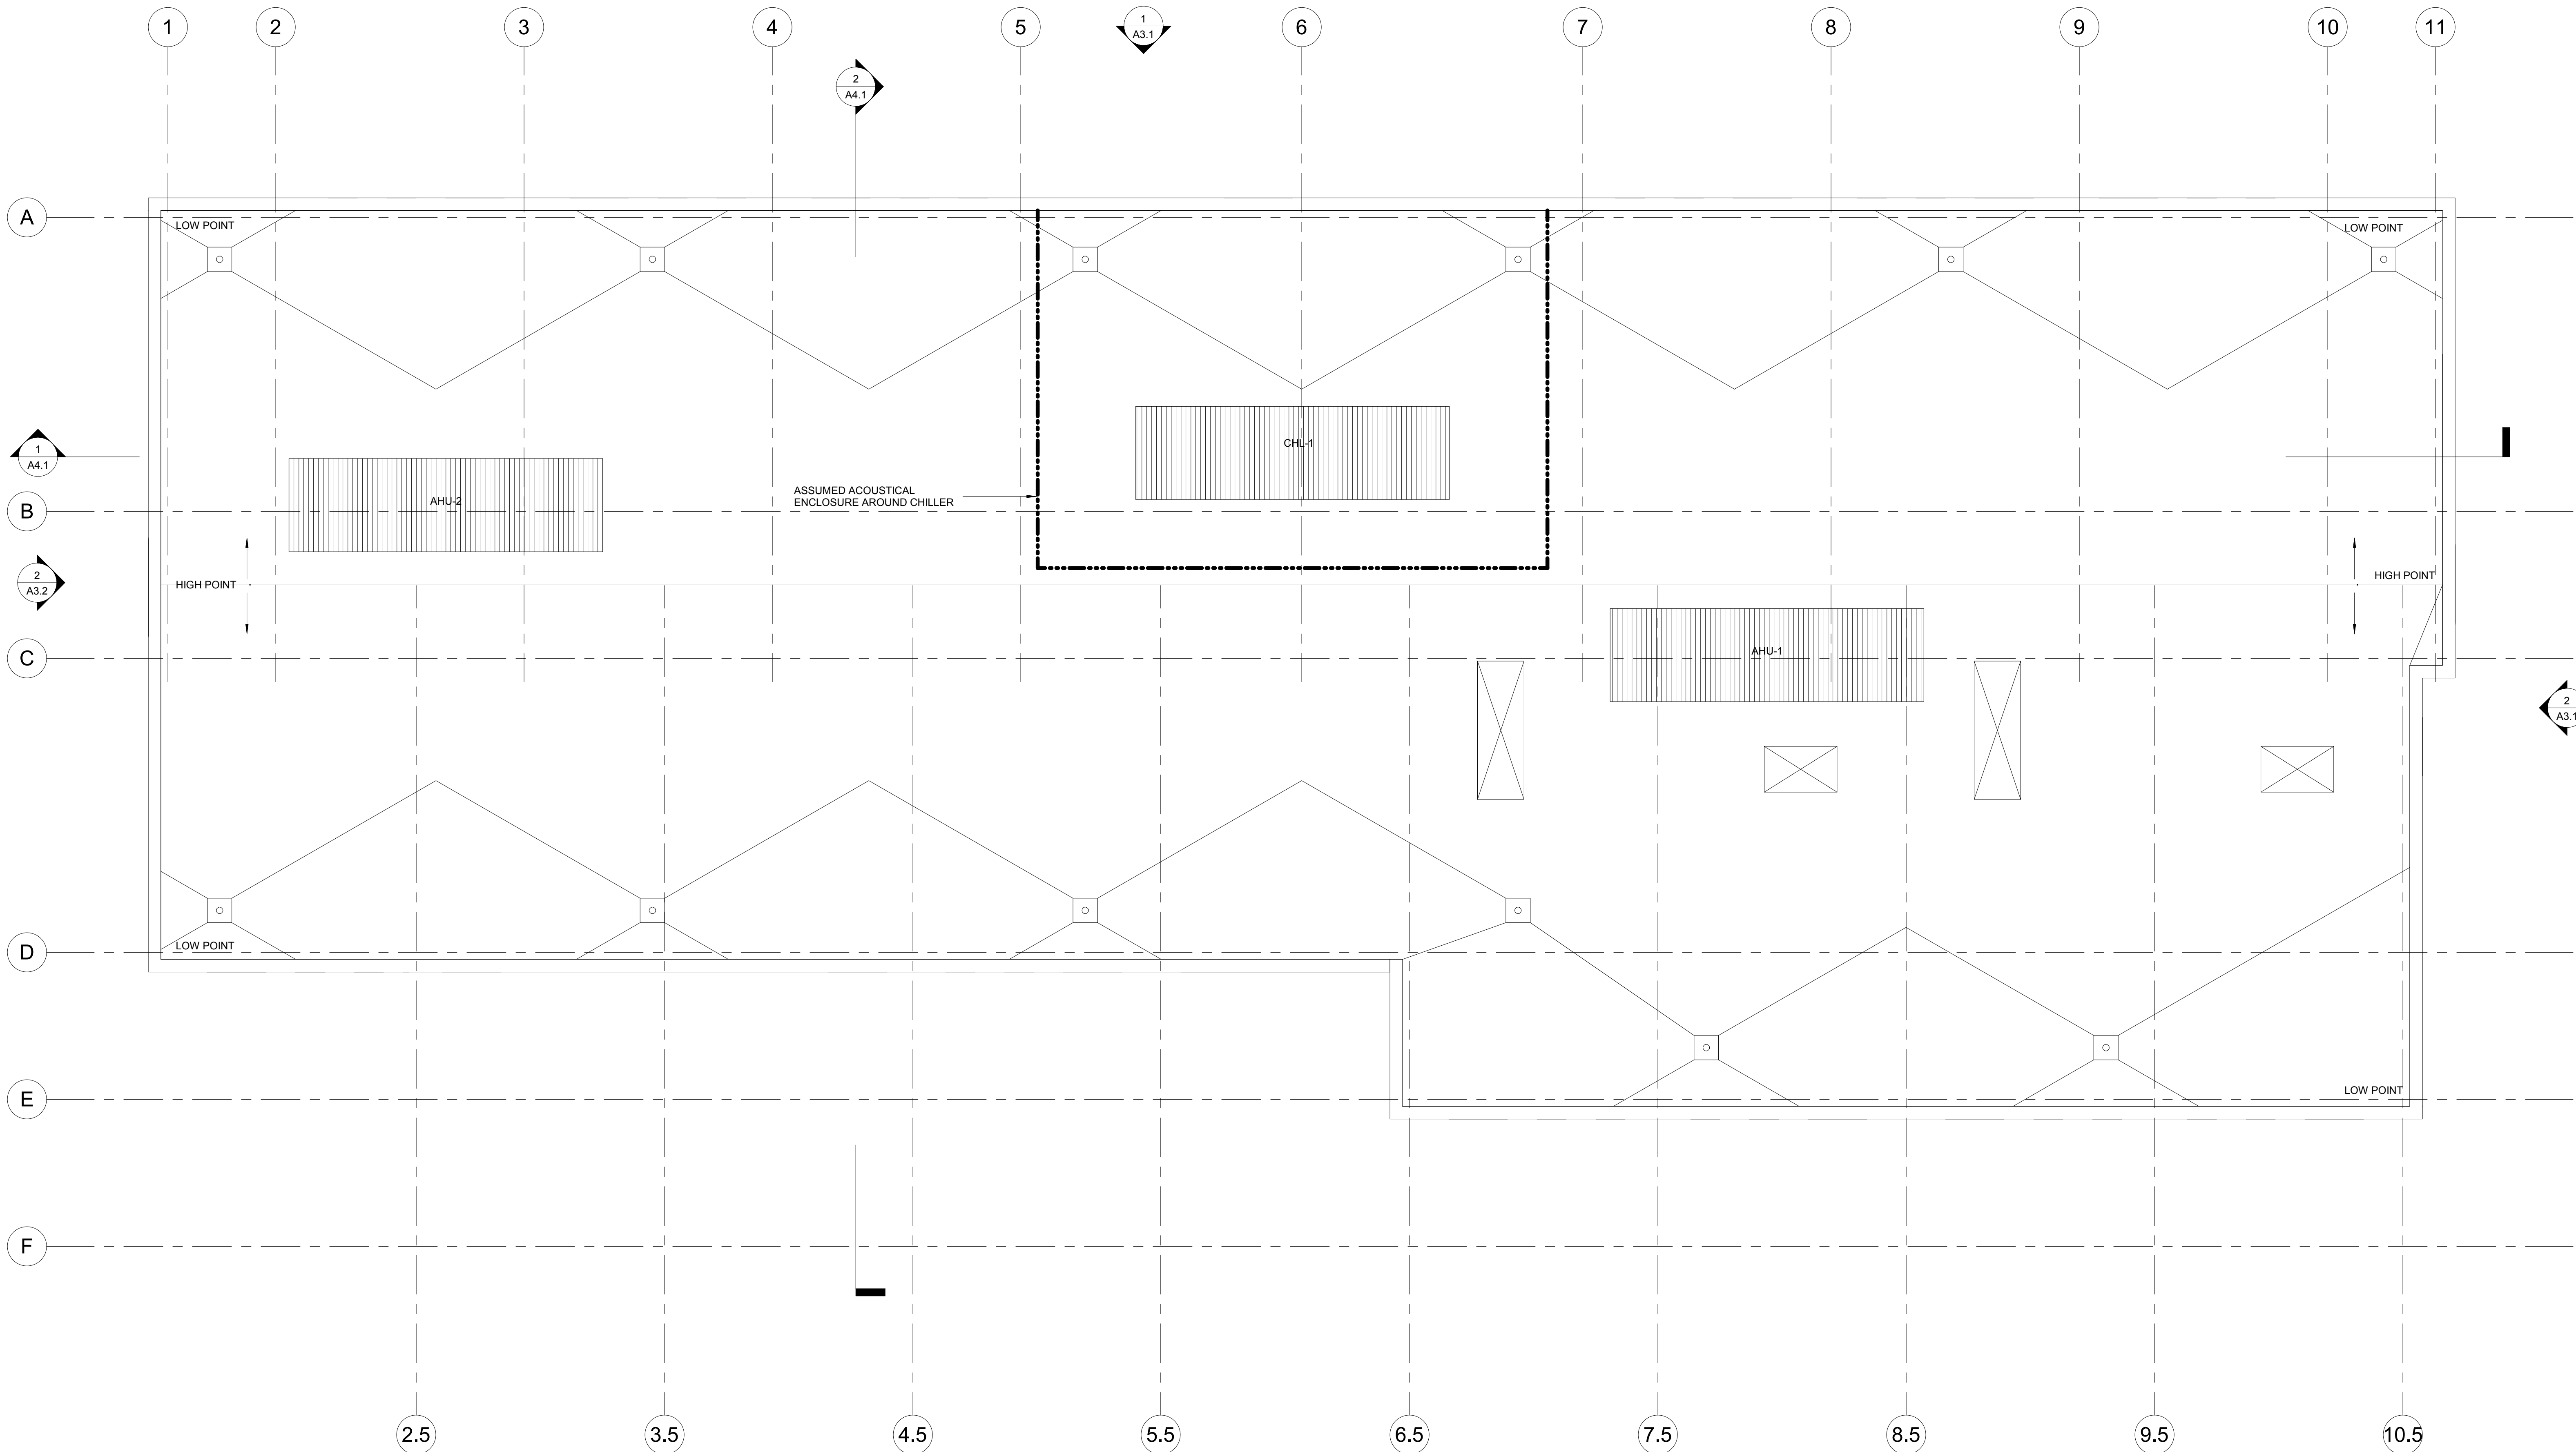 1
2
3
4
5
6
7
8
9
10
11
1
A3.1
2
A4.1
A
LOW POINT
LOW POINT
CHL-1
1
A4.1
ASSUMED ACOUSTICAL
ENCLOSURE AROUND CHILLER
AHU-2
B
2
A3.2
HIGH POINT
HIGH POINT
C
AHU-1
2
A3.1
D
LOW POINT
E
LOW POINT
F
2.5
3.5
4.5
5.5
6.5
7.5
8.5
9.5
10.5